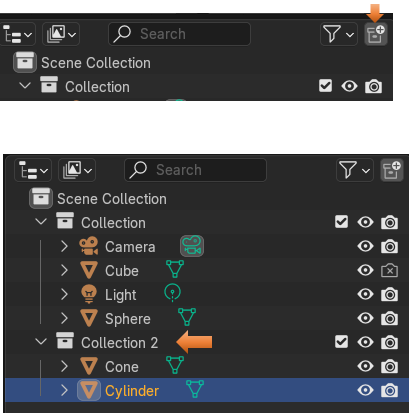 Search
Scene Collection
Collection
Search
Scene Collection
Collection
Camera
Cube
Light
Sphere
Collection 2
Cone
Cylinder